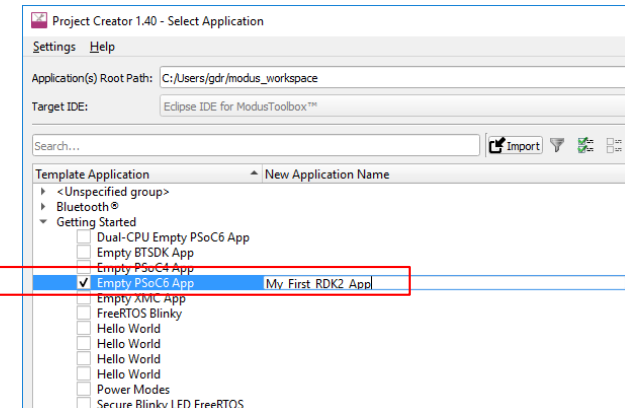 Project Creator 1.40 - Select Application
Settings Help
Application(s) Root Path: C:/Users/gdr/modus_workspace
Target IDE: Eclipse IDE for ModusToolbox™
Search... Import
Template Application New Application Name
<Unspecified group>
Bluetooth®
Getting Started
Dual-CPU Empty PSoC6 App
Empty BTSDK App
Empty PSoC4 App
Empty PSoC6 App My_First_RDK2_App
Empty XMC App
FreeRTOS Blinky
Hello World
Hello World
Hello World
Hello World
Power Modes
Secure Blinky LED FreeRTOS